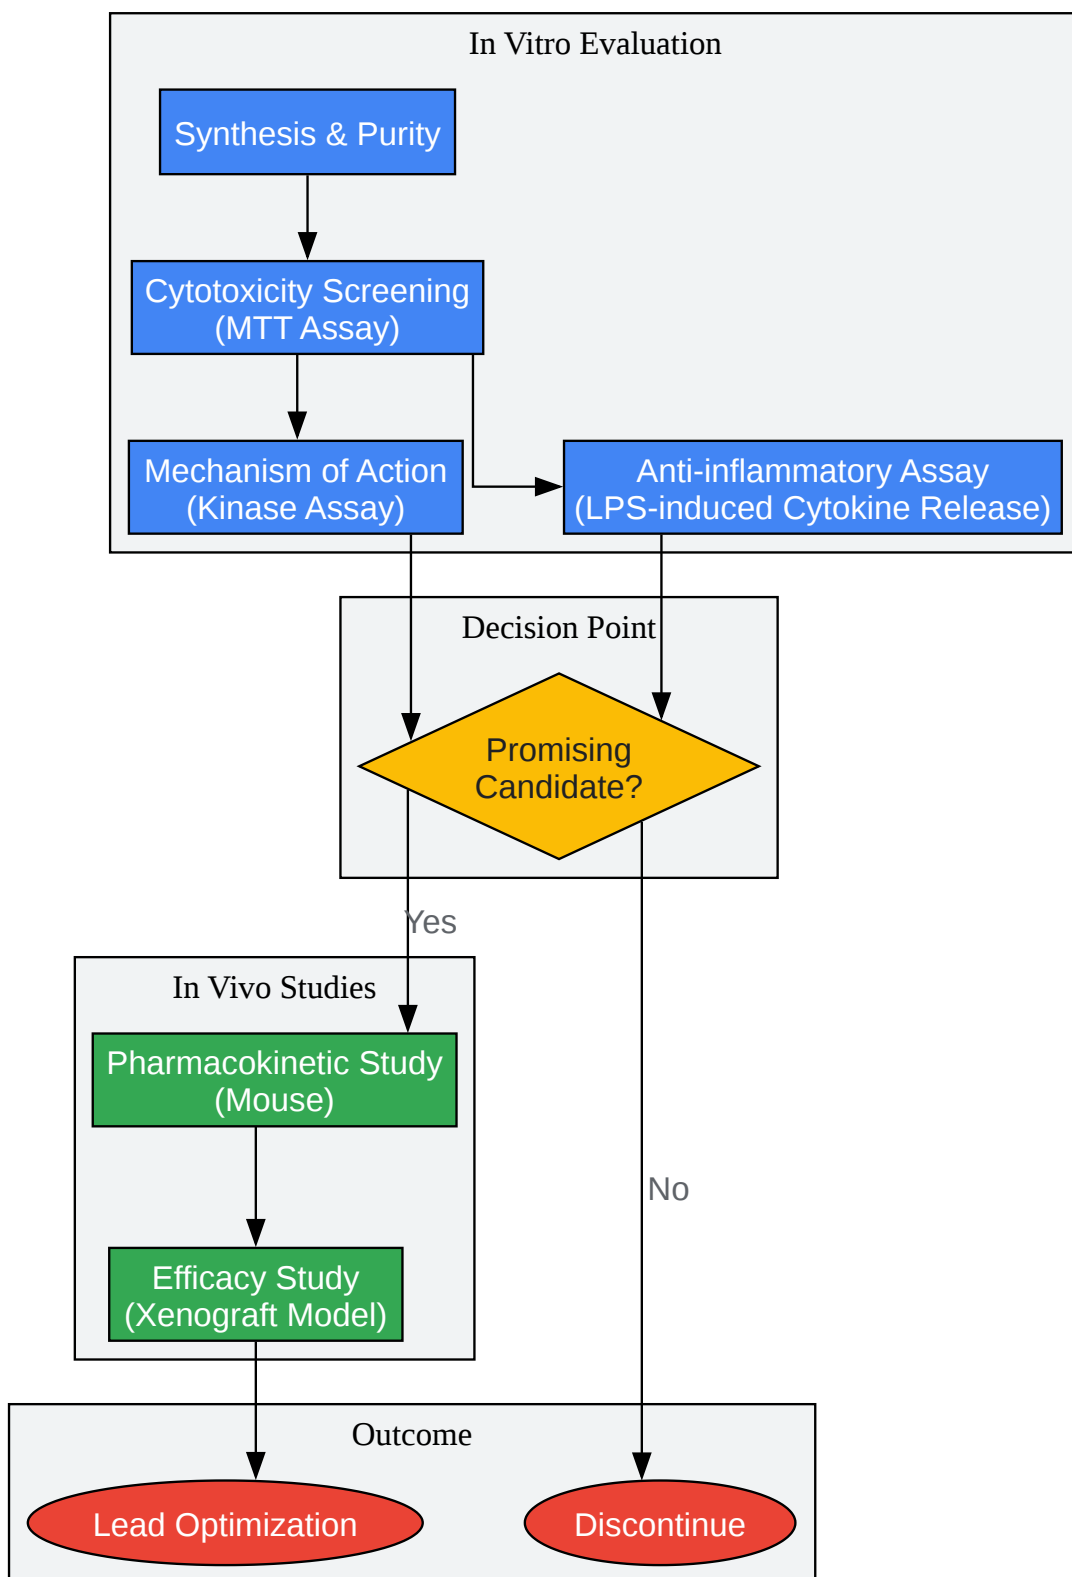 In Vitro Evaluation
Synthesis & Purity
Cytotoxicity Screening
(MTT Assay)
Mechanism of Action
(Kinase Assay)
Anti-inflammatory Assay
(LPS-induced Cytokine Release)
Decision Point
Promising
Candidate?
Yes
In Vivo Studies
Pharmacokinetic Study
(Mouse)
No
Efficacy Study
(Xenograft Model)
Outcome
Lead Optimization
Discontinue